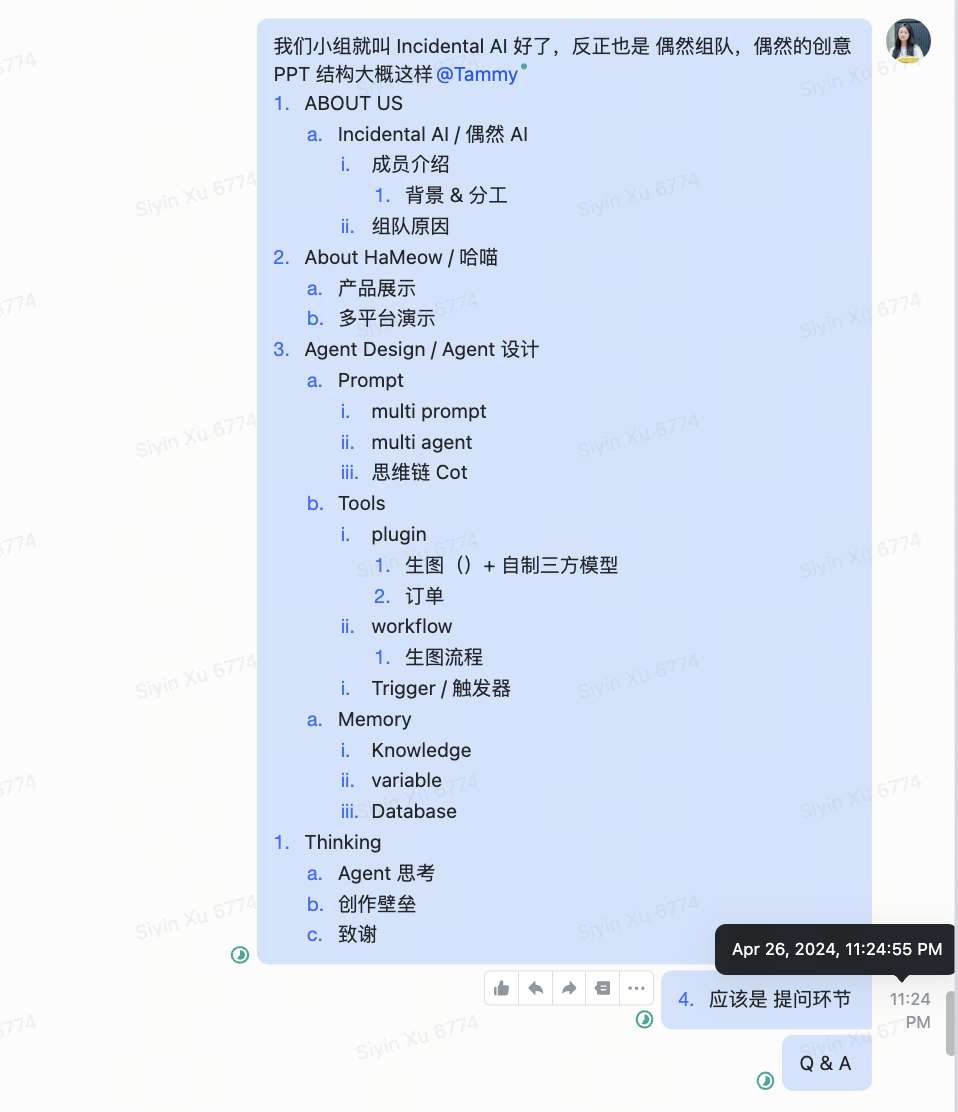 我们小组就叫 Incidental AI 好了，反正也是 偶然组队，偶然的创意
PPT 结构大概这样 @Tammy
1. ABOUT US
a. Incidental AI / 偶然 AI
i. 成员介绍
1. 背景 & 分工
ii. 组队原因
2. About HaMeow / 哈喵
a. 产品展示
b. 多平台演示
3. Agent Design / Agent 设计
a. Prompt
i. multi prompt
ii. multi agent
iii. 思维链 Cot
b. Tools
i. plugin
1. 生图（）+ 自制三方模型
2. 订单
ii. workflow
1. 生图流程
i. Trigger / 触发器
a. Memory
i. Knowledge
ii. variable
iii. Database
1. Thinking
a. Agent 思考
b. 创作壁垒
c. 致谢
Apr 26, 2024, 11:24:55 PM
4. 应该是 提问环节
11:24
PM
Q & A
Siyin Xu 6774